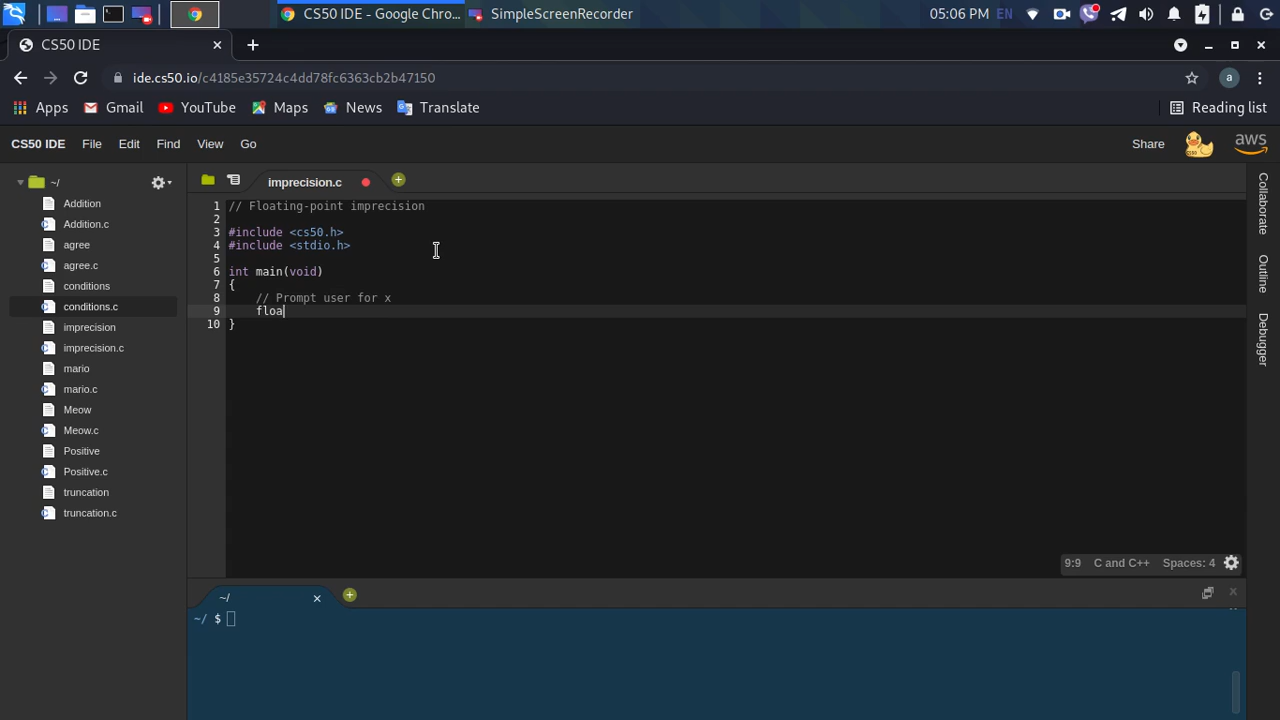 CS50 IDE - Google Chro... SimpleScreenRecorder 05:06 PM EN
CS50 IDE
ide.cs50.io/c4185e35724c4dd78fc6363cb2b47150 a
Apps Gmail YouTube Maps News Translate Reading list
CS50 IDE File Edit Find View Go Share aws
~/
Addition
Addition.c
agree
agree.c
conditions
conditions.c
imprecision
imprecision.c
mario
mario.c
Meow
Meow.c
Positive
Positive.c
truncation
truncation.c
imprecision.c
1 // Floating-point imprecision
2
3 #include <cs50.h>
4 #include <stdio.h>
5
6 int main(void)
7 {
8 // Prompt user for x
9 floa
10 }
9:9 C and C++ Spaces: 4
Collaborate
Outline
Debugger
~/
~/ $